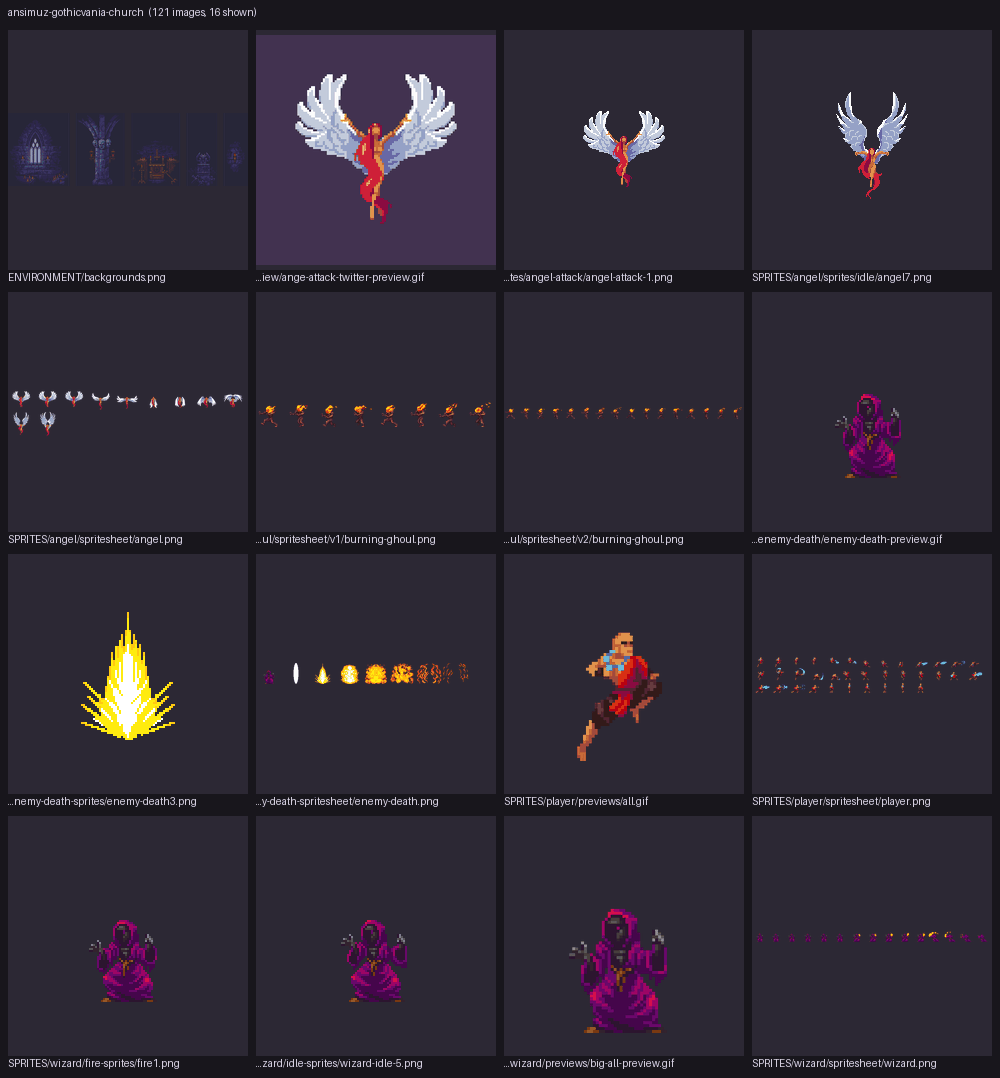 ansimuz-gothicvania-church (121 images, 16 shown)
ENVIRONMENT/backgrounds.png
...iew/ange-attack-twitter-preview.gif
...tes/angel-attack/angel-attack-1.png
SPRITES/angel/sprites/idle/angel7.png
SPRITES/angel/spritesheet/angel.png
...ul/spritesheet/v1/burning-ghoul.png
...ul/spritesheet/v2/burning-ghoul.png
...enemy-death/enemy-death-preview.gif
...nemy-death-sprites/enemy-death3.png
...y-death-spritesheet/enemy-death.png
SPRITES/player/previews/all.gif
SPRITES/player/spritesheet/player.png
SPRITES/wizard/fire-sprites/fire1.png
...zard/idle-sprites/wizard-idle-5.png
...wizard/previews/big-all-preview.gif
SPRITES/wizard/spritesheet/wizard.png